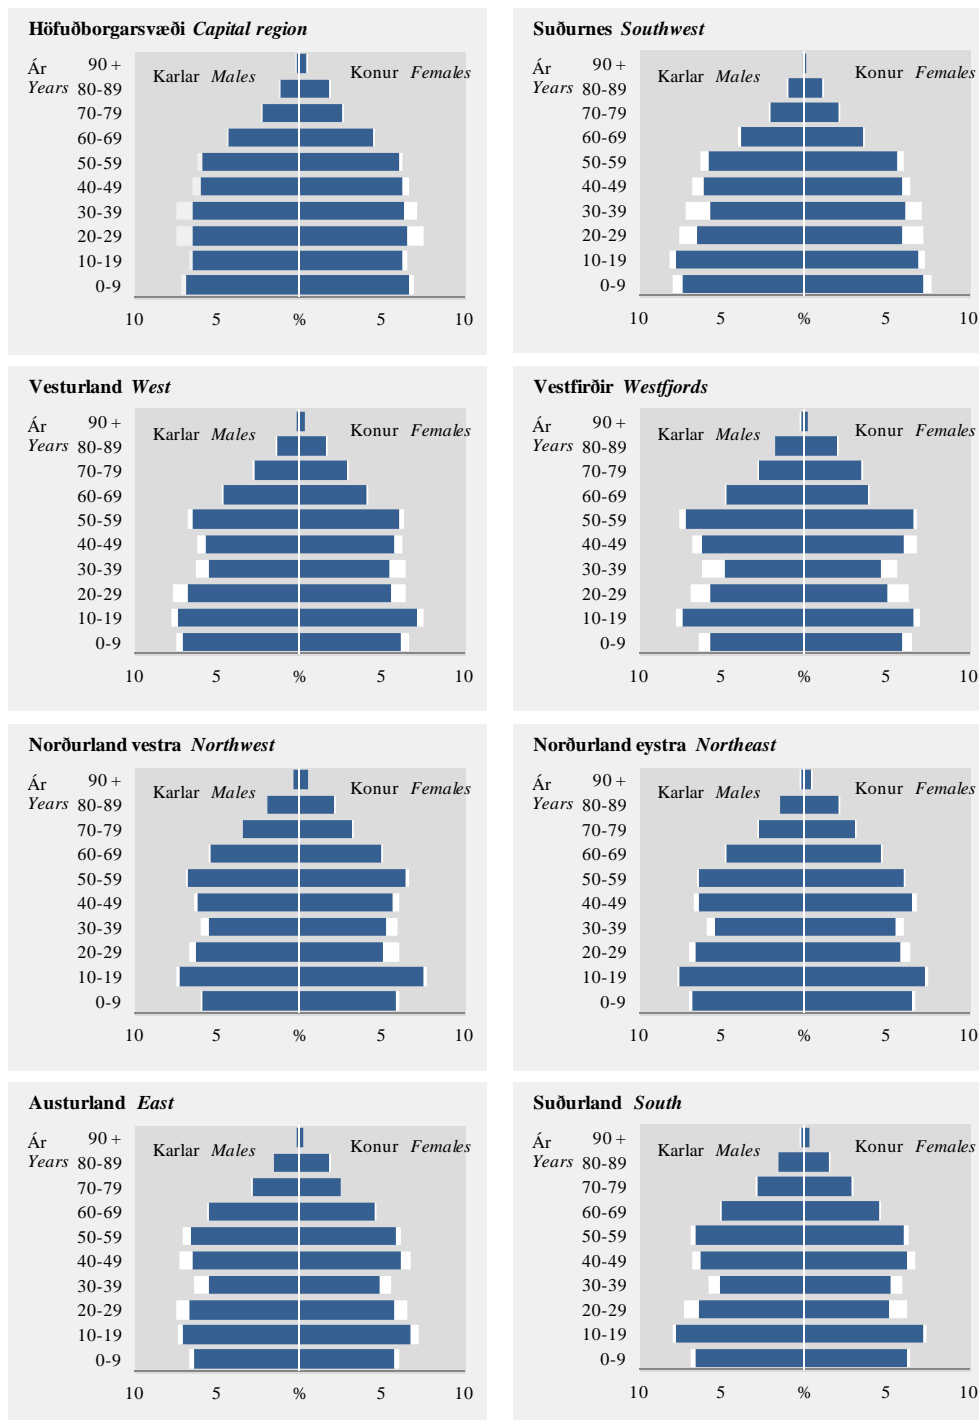 Höfuðborgarsvæði Capital region
Ár
Years
Karlar Males
Konur Females
90 +
80-89
70-79
60-69
50-59
40-49
30-39
20-29
10-19
0-9
10 5 % 5 10
Suðurnes Southwest
Ár
Years
Karlar Males
Konur Females
90 +
80-89
70-79
60-69
50-59
40-49
30-39
20-29
10-19
0-9
10 5 % 5 10
Vesturland West
Ár
Years
Karlar Males
Konur Females
90 +
80-89
70-79
60-69
50-59
40-49
30-39
20-29
10-19
0-9
10 5 % 5 10
Vestfirðir Westfjords
Ár
Years
Karlar Males
Konur Females
90 +
80-89
70-79
60-69
50-59
40-49
30-39
20-29
10-19
0-9
10 5 % 5 10
Norðurland vestra Northwest
Ár
Years
Karlar Males
Konur Females
90 +
80-89
70-79
60-69
50-59
40-49
30-39
20-29
10-19
0-9
10 5 % 5 10
Norðurland eystra Northeast
Ár
Years
Karlar Males
Konur Females
90 +
80-89
70-79
60-69
50-59
40-49
30-39
20-29
10-19
0-9
10 5 % 5 10
Austurland East
Ár
Years
Karlar Males
Konur Females
90 +
80-89
70-79
60-69
50-59
40-49
30-39
20-29
10-19
0-9
10 5 % 5 10
Suðurland South
Ár
Years
Karlar Males
Konur Females
90 +
80-89
70-79
60-69
50-59
40-49
30-39
20-29
10-19
0-9
10 5 % 5 10